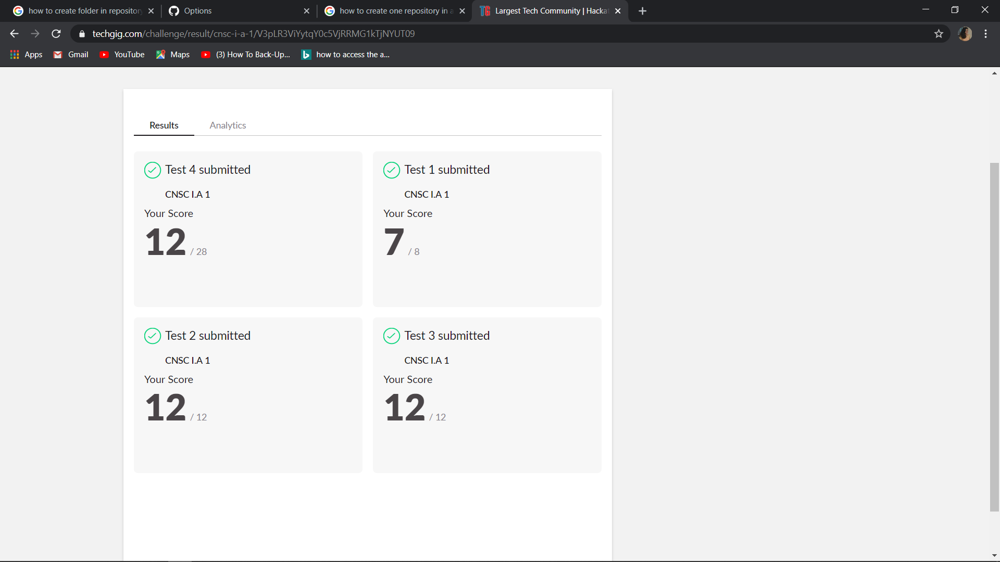 how to create folder in repository
Options
how to create one repository in a
TG Largest Tech Community | Hackat
techgig.com/challenge/result/cnsc-i-a-1/V3pLR3ViYytqY0c5VjRRMG1kTjNYUT09
Apps
Gmail
YouTube
Maps
(3) How To Back-Up...
how to access the a...
Results
Analytics
Test 4 submitted
CNSC I.A 1
Your Score
12 / 28
Test 1 submitted
CNSC I.A 1
Your Score
7 / 8
Test 2 submitted
CNSC I.A 1
Your Score
12 / 12
Test 3 submitted
CNSC I.A 1
Your Score
12 / 12